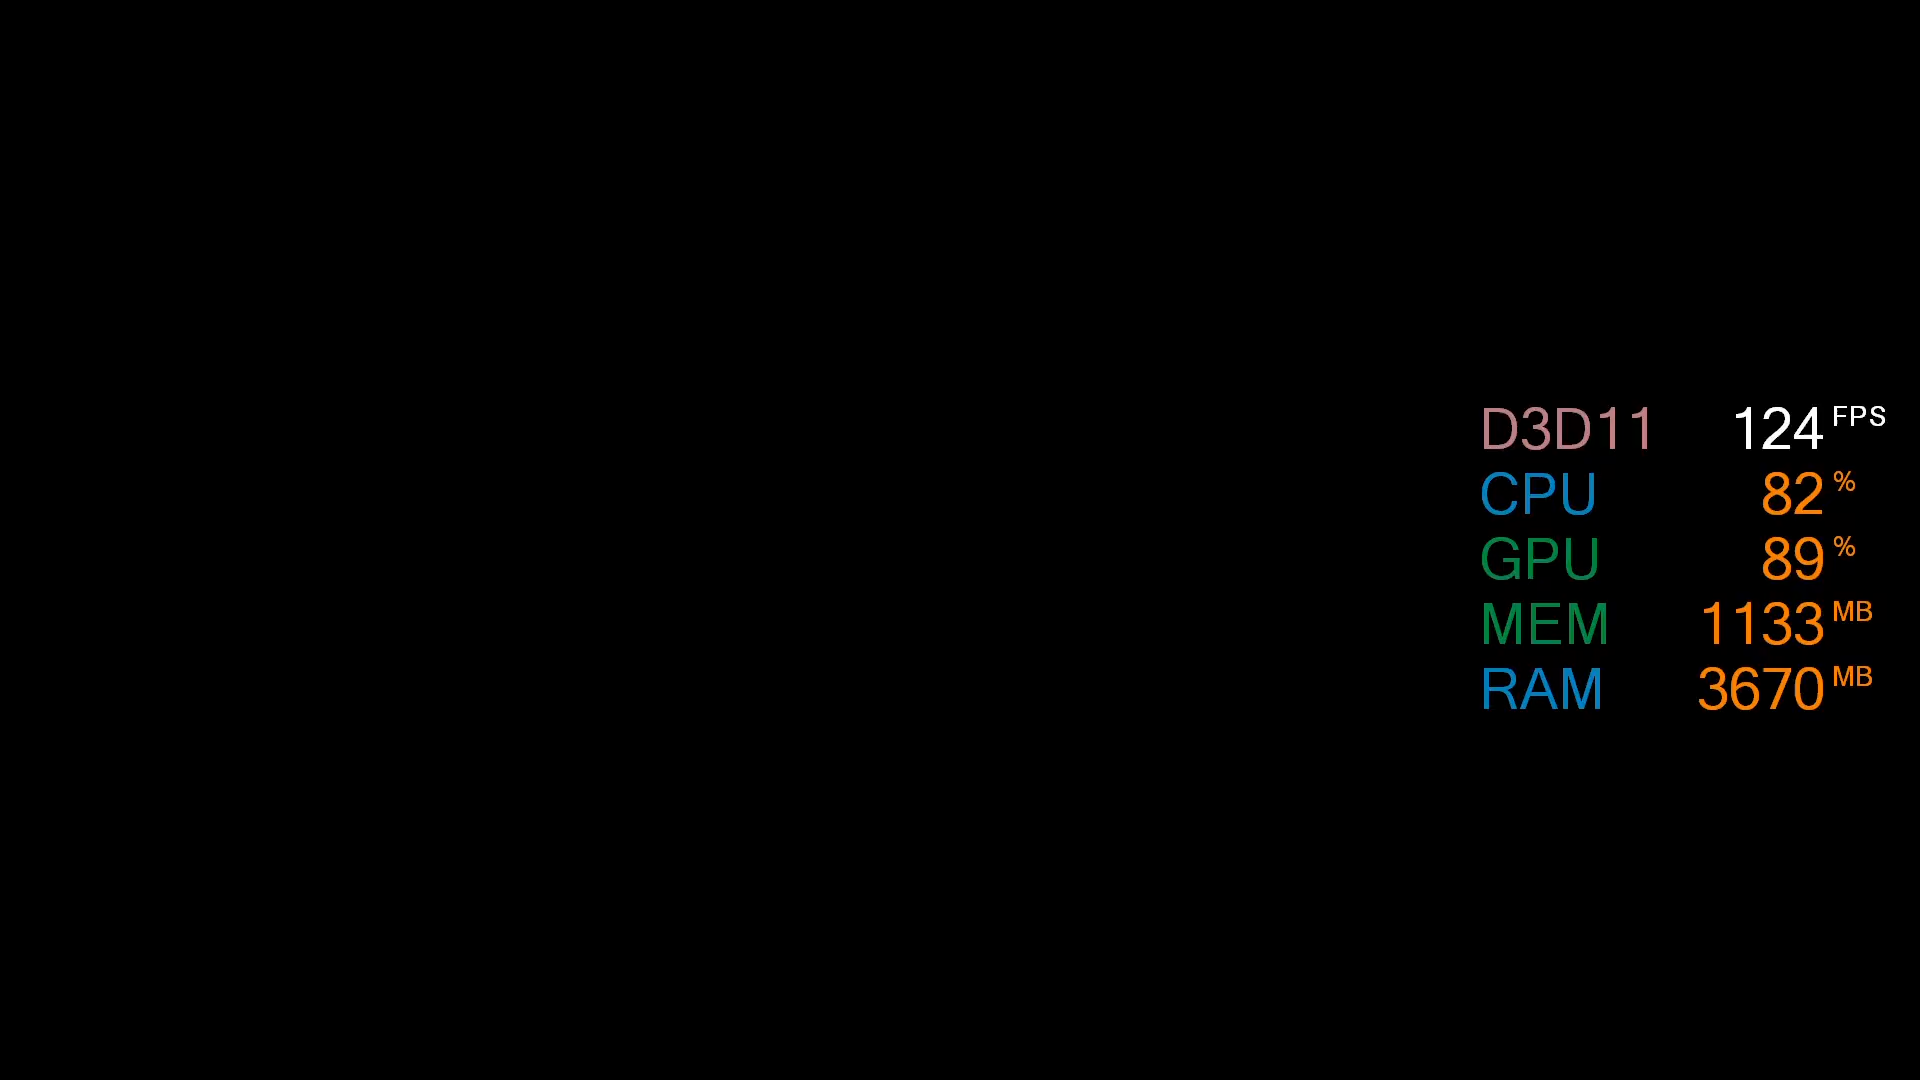 D3D11 124 FPS
CPU 82 %
GPU 89 %
MEM 1133 MB
RAM 3670 MB